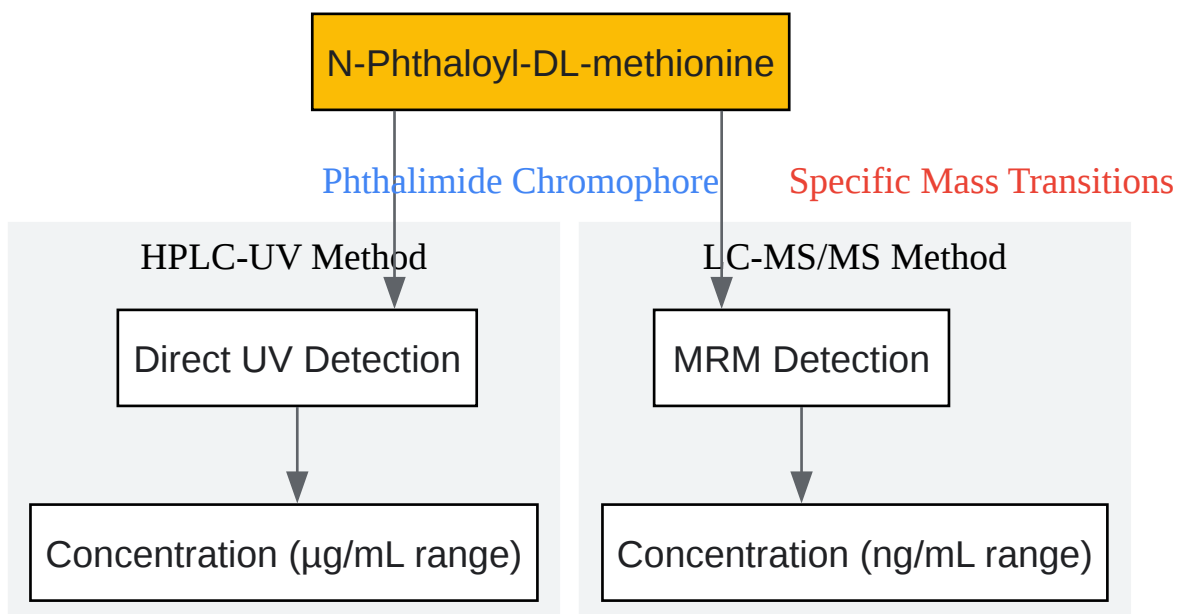 N-Phthaloyl-DL-methionine
Phthalimide Chromophore
Specific Mass Transitions
HPLC-UV Method
LC-MS/MS Method
Direct UV Detection
MRM Detection
Concentration (µg/mL range)
Concentration (ng/mL range)